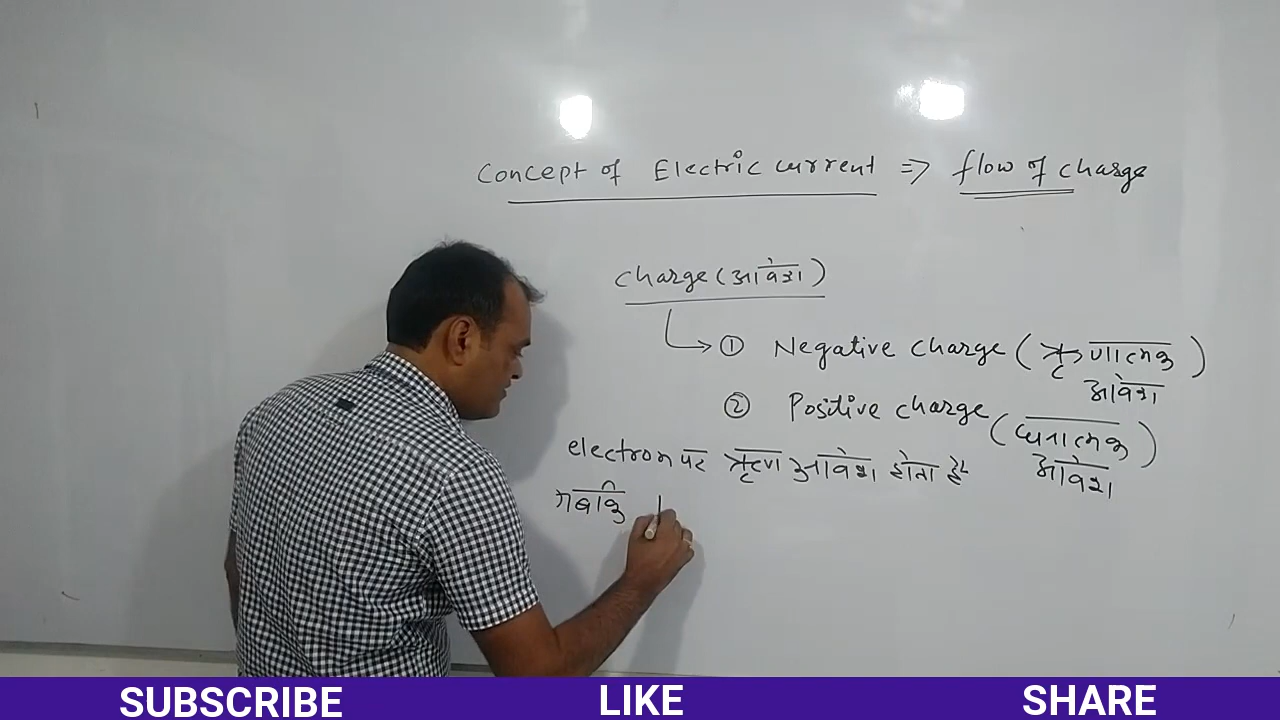 Concept of Electric current => flow of charge
charge (आवेश)
① Negative charge (ऋणात्मक
आवेश)
② Positive charge (धनात्मक
आवेश)
electron पर ऋण आवेश होता है
जबकि
SUBSCRIBE LIKE SHARE